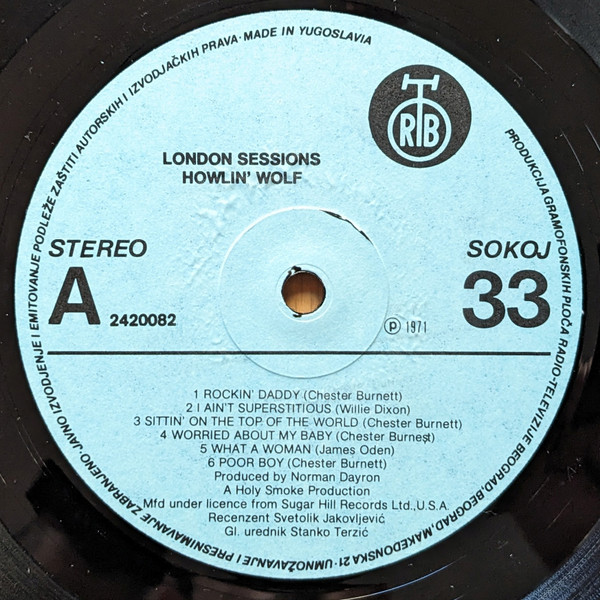 PRODUKCIJA GRAMOFONSKIH PLOČA RADIO-TELEVIZIJE BEOGRAD, BEOGRAD, MAKEDONSKA 21 · UMNOŽAVANJE I PRESNIMAVANJE ZABRANJENO · JAVNO IZVODJENJE I EMITOVANJE PODLEŽE ZAŠTITI AUTORSKIH I IZVODJAČKIH PRAVA · MADE IN YUGOSLAVIA
RTB
LONDON SESSIONS
HOWLIN' WOLF
STEREO
SOKOJ
A 2420082
33
℗ 1971
1 ROCKIN' DADDY (Chester Burnett)
2 I AIN'T SUPERSTITIOUS (Willie Dixon)
3 SITTIN' ON THE TOP OF THE WORLD (Chester Burnett)
4 WORRIED ABOUT MY BABY (Chester Burnest)
5 WHAT A WOMAN (James Oden)
6 POOR BOY (Chester Burnett)
Produced by Norman Dayron
A Holy Smoke Production
Mfd under licence from Sugar Hill Records Ltd.,U.S.A.
Recenzent Svetolik Jakovljević
Gl. urednik Stanko Terzić